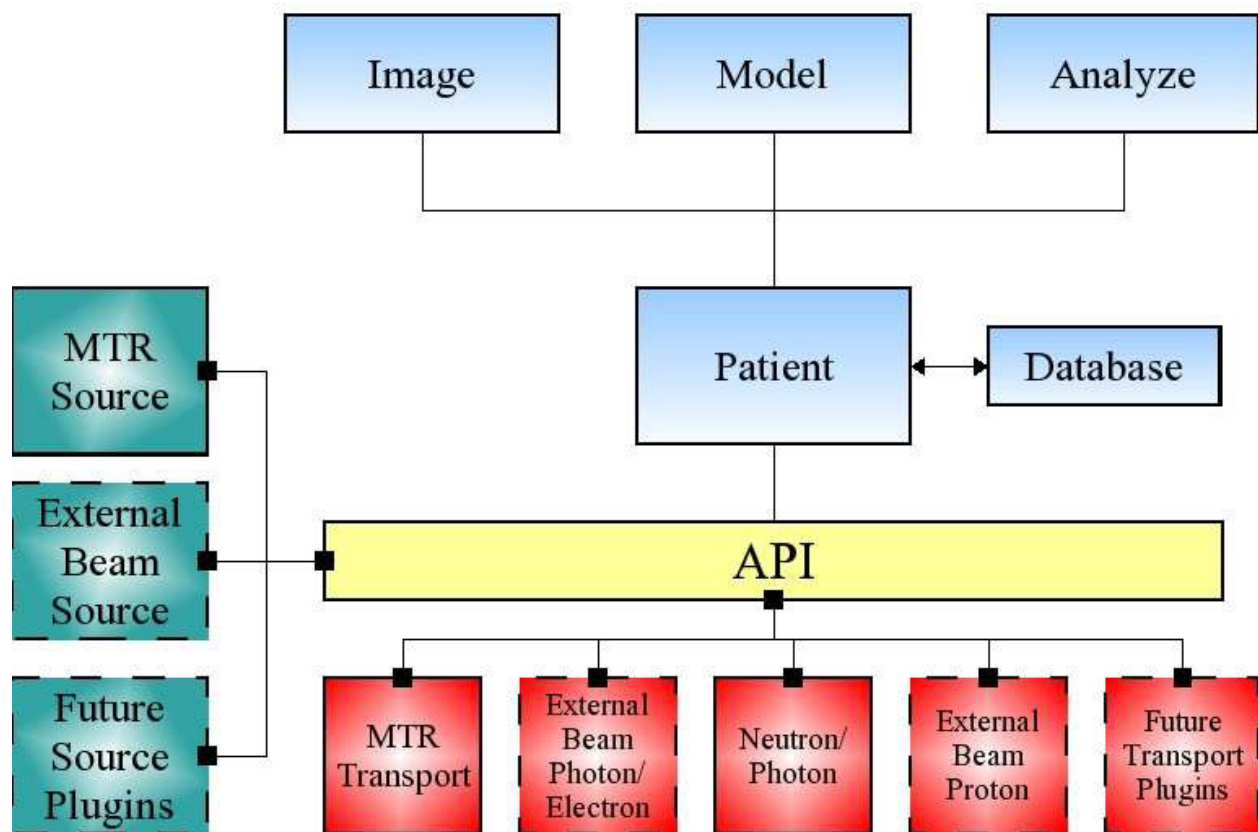 Image
Model
Analyze
MTR
Source
Patient
Database
External
Beam
Source
API
Future
Source
Plugins
MTR
Transport
External
Beam
Photon/
Electron
Neutron/
Photon
External
Beam
Proton
Future
Transport
Plugins